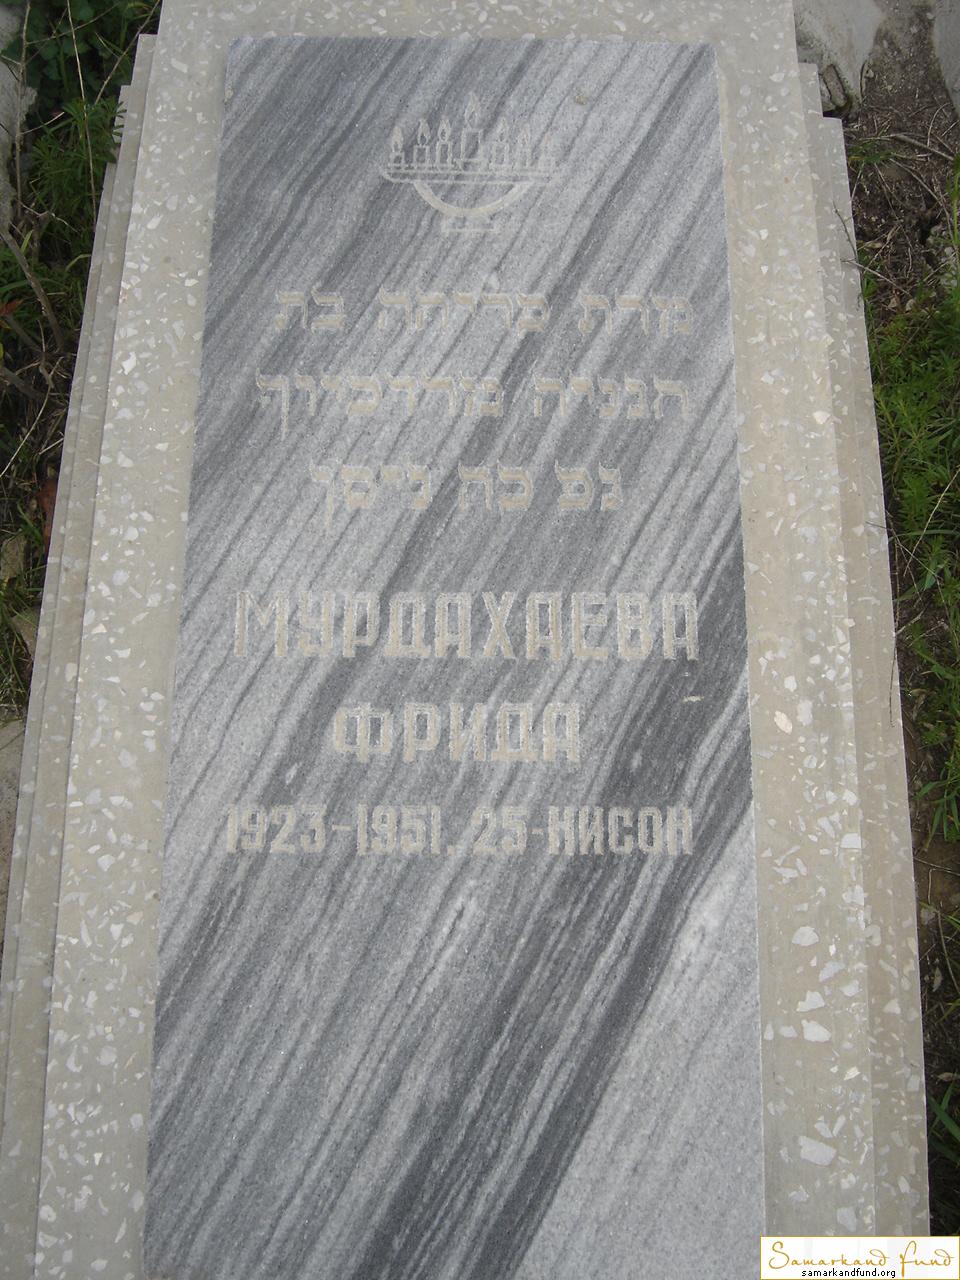 מרת פריחה בת
חנניה מרדכיוף
נפ כה ניסן
МУРДАХАЕВА
ФРИДА
1923-1951. 25-НИСОН
Samarkand fund
samarkandfund.org